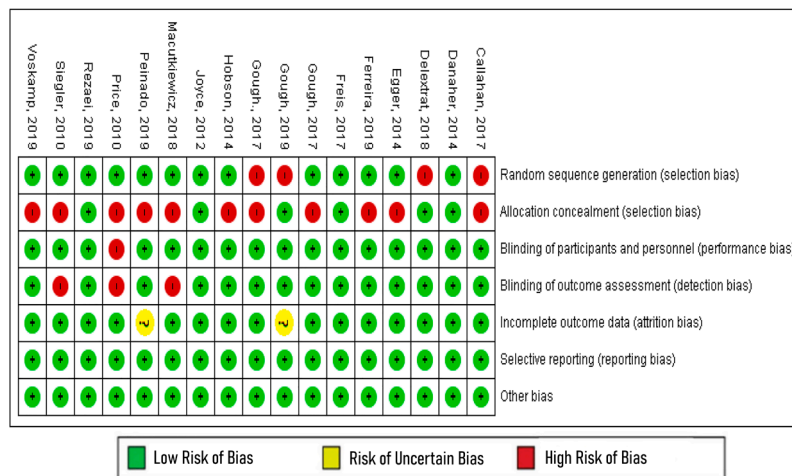 Voskamp, 2019
Siegler, 2010
Rezaei, 2019
Price, 2010
Peinado, 2019
Macutkiewicz, 2018
Joyce, 2012
Hobson, 2014
Gough., 2017
Gough, 2019
Gough, 2017
Freis, 2017
Ferreira, 2019
Egger, 2014
Delextrat, 2018
Danaher, 2014
Callahan, 2017
+ + + + + + + + - - + + + + - + - Random sequence generation (selection bias)
- - + - - - + - - + - + - - + + - Allocation concealment (selection bias)
+ + + - + + + + + + + + + + + + + Blinding of participants and personnel (performance bias)
+ - + - + - + + + + + + + + + + + Blinding of outcome assessment (detection bias)
+ + + + ? + + + + ? + + + + + + + Incomplete outcome data (attrition bias)
+ + + + + + + + + + + + + + + + + Selective reporting (reporting bias)
+ + + + + + + + + + + + + + + + + Other bias
Low Risk of Bias
Risk of Uncertain Bias
High Risk of Bias